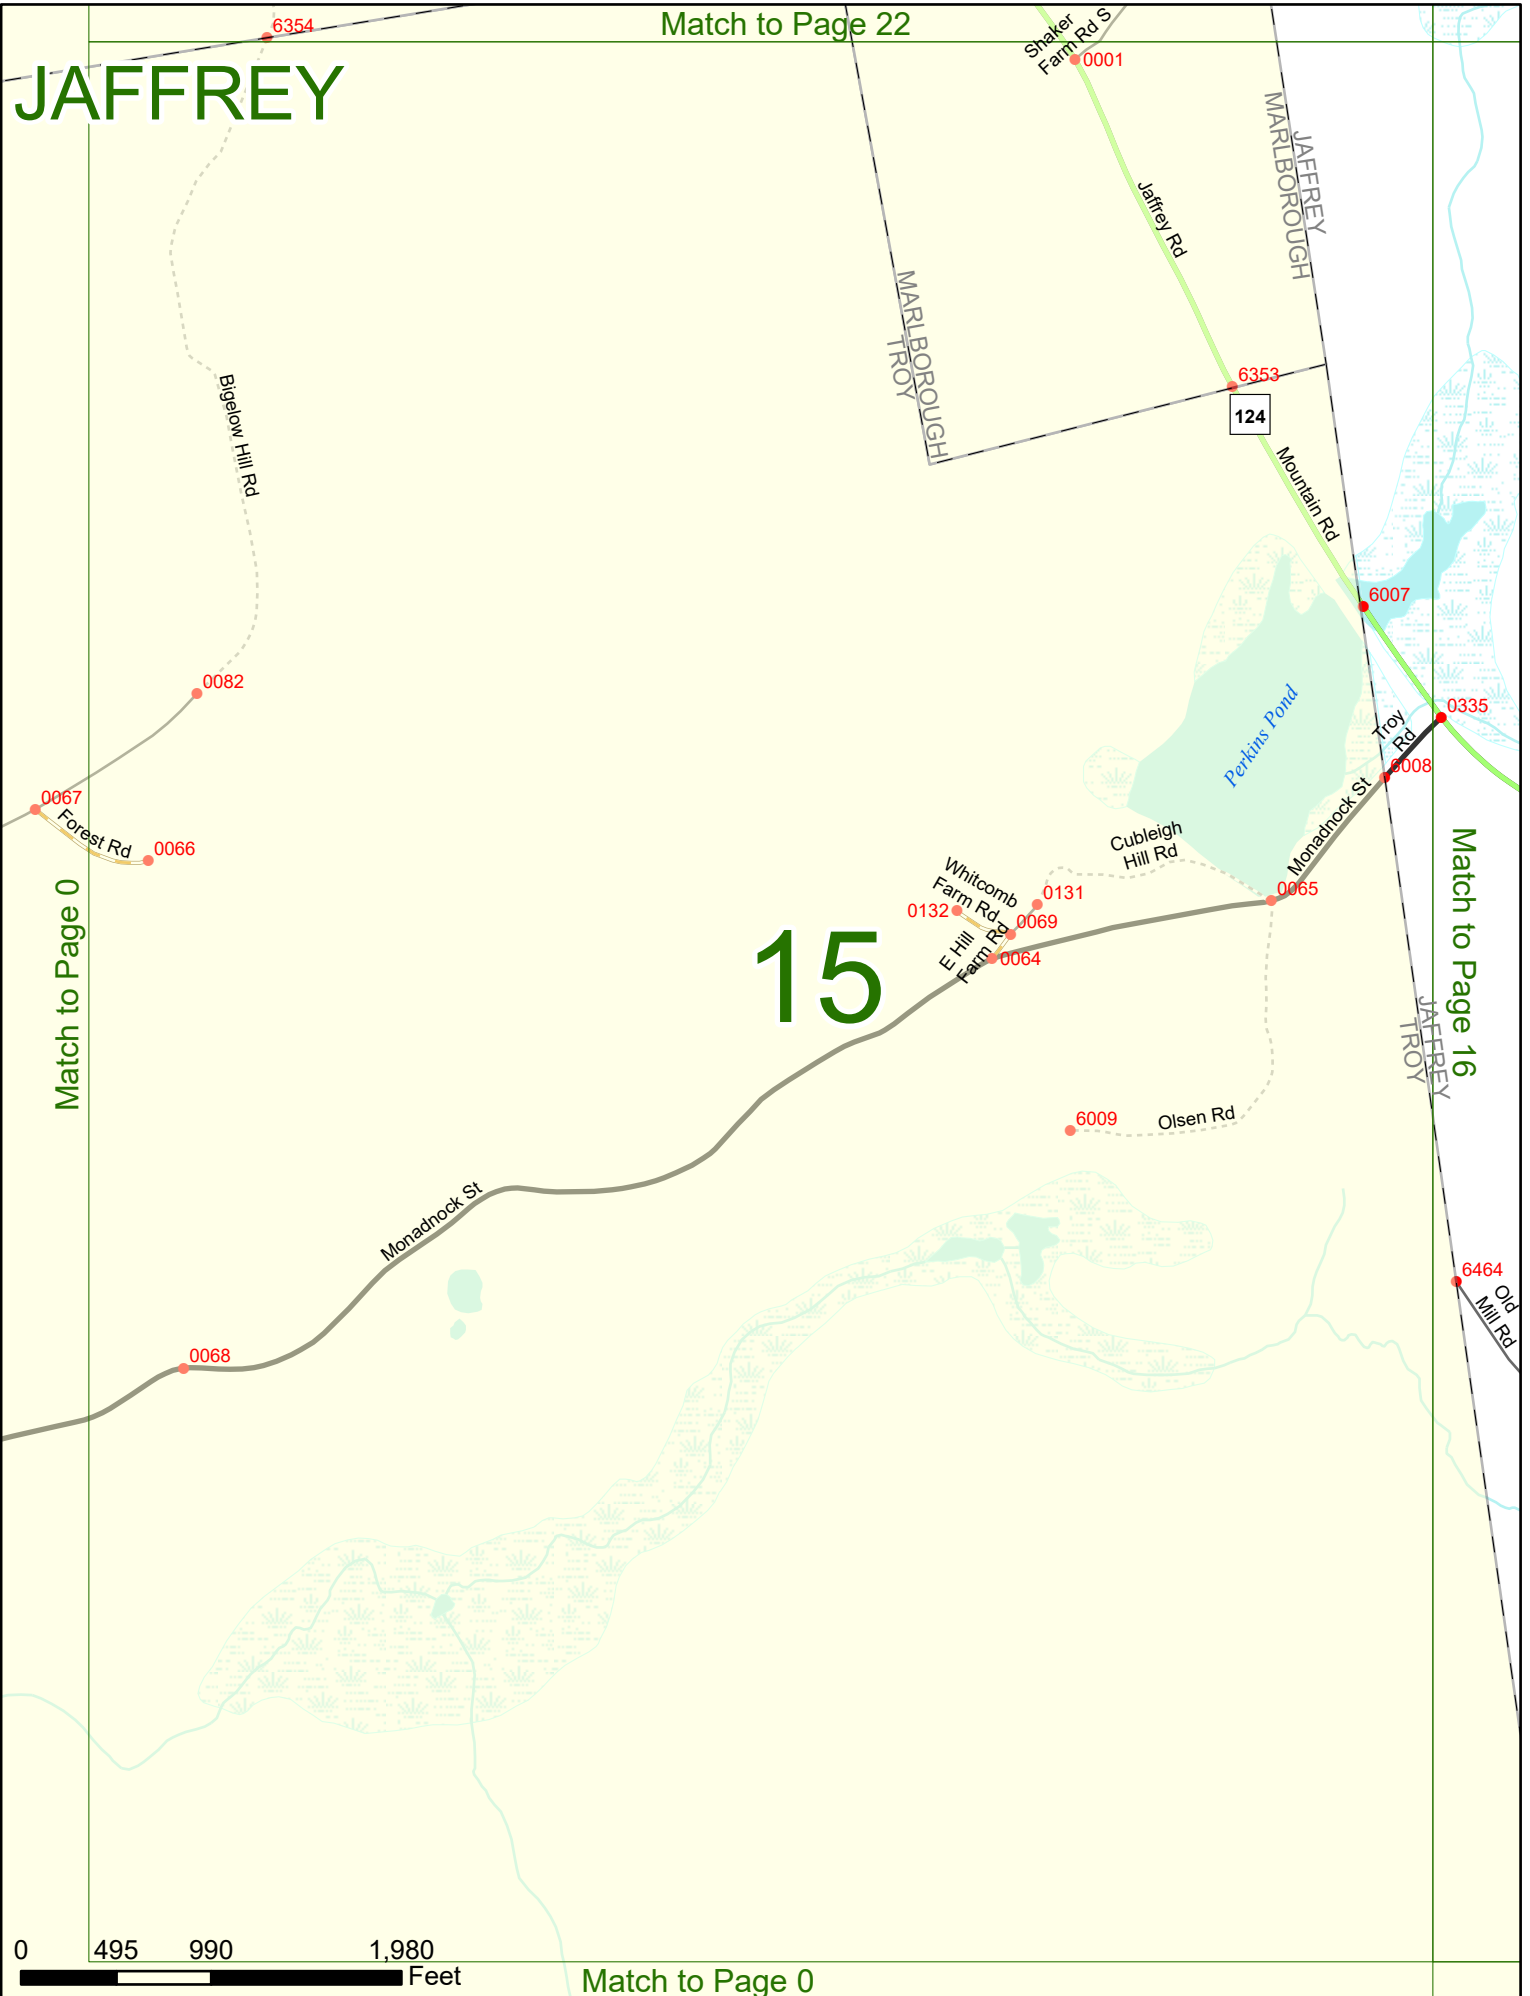 Match to Page 22
6354
JAFFREY
Shaker
Farm Rd S
0001
JAFFREY
MARLBOROUGH
Jaffrey Rd
MARLBOROUGH
TROY
6353
124
Bigelow Hill Rd
Mountain Rd
6007
0082
Perkins Pond
0335
Troy
Rd
6008
0067
Forest Rd
0066
Monadnock St
Cubleigh
Hill Rd
Whitcomb
Farm Rd
0131
0065
0132
0069
E Hill
Farm Rd
0064
15
Match to Page 0
Match to Page 16
JAFFREY
TROY
6009
Olsen Rd
Monadnock St
6464
Old
Mill Rd
0068
0 495 990 1,980
Feet
Match to Page 0